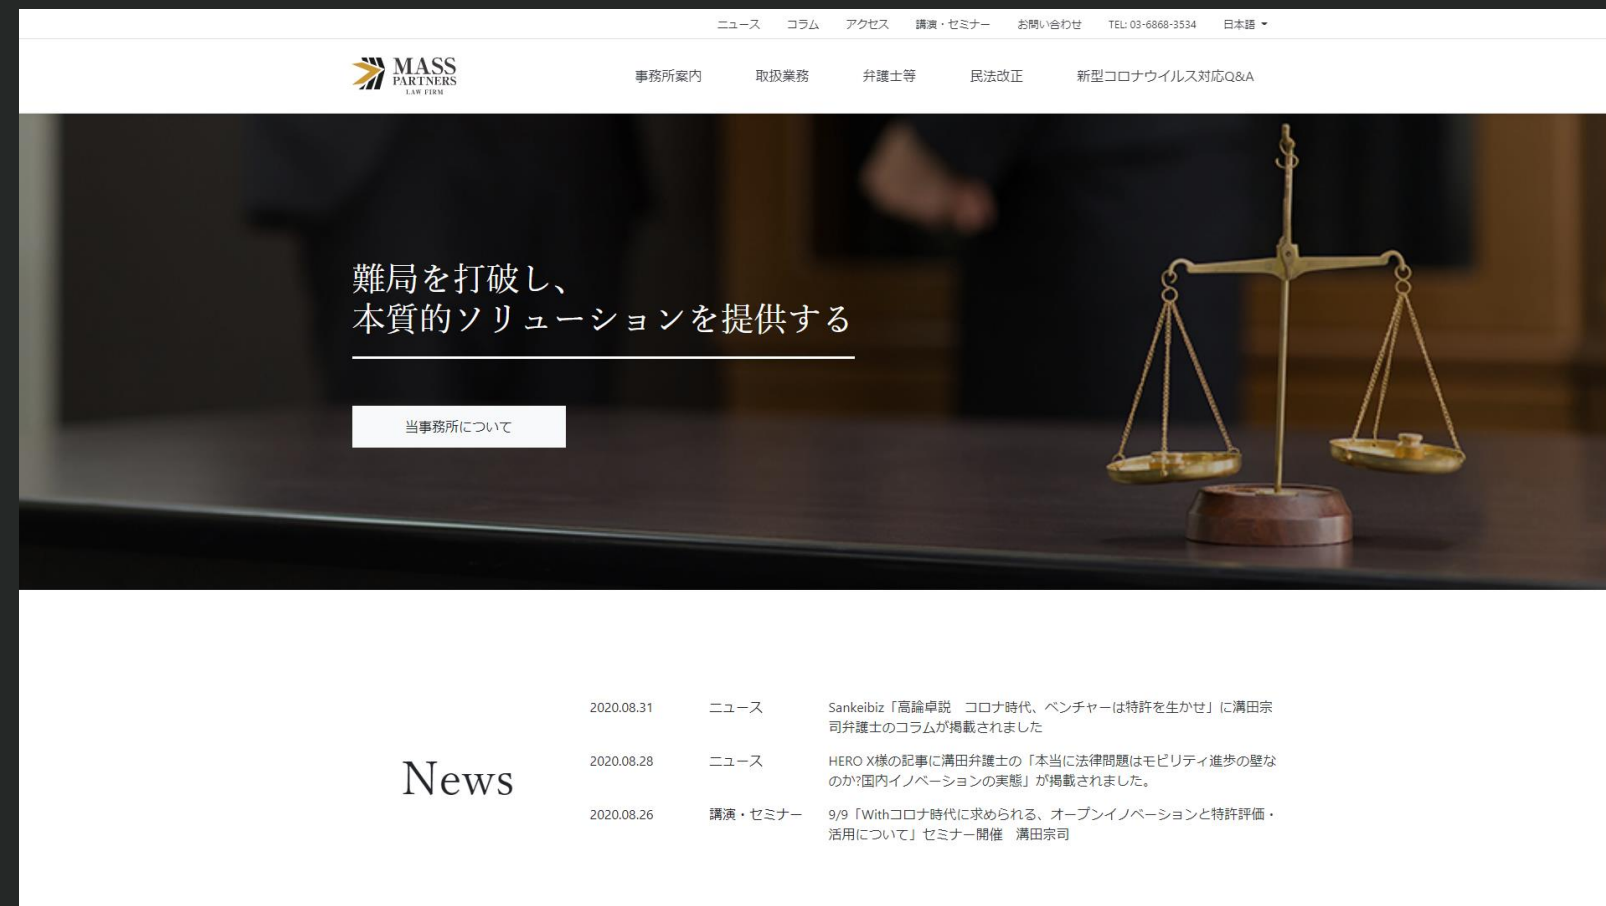 ニュース コラム アクセス 講演・セミナー お問い合わせ TEL: 03-6868-3534 日本語
MASS
PARTNERS
LAW FIRM
事務所案内 取扱業務 弁護士等 民法改正 新型コロナウイルス対応Q&A
難局を打破し、
本質的ソリューションを提供する
当事務所について
News
2020.08.31 ニュース Sankeibiz「高論卓説　コロナ時代、ベンチャーは特許を生かせ」に溝田宗
司弁護士のコラムが掲載されました
2020.08.28 ニュース HERO X様の記事に溝田弁護士の「本当に法律問題はモビリティ進歩の壁な
のか?国内イノベーションの実態」が掲載されました。
2020.08.26 講演・セミナー 9/9「Withコロナ時代に求められる、オープンイノベーションと特許評価・
活用について」セミナー開催　溝田宗司